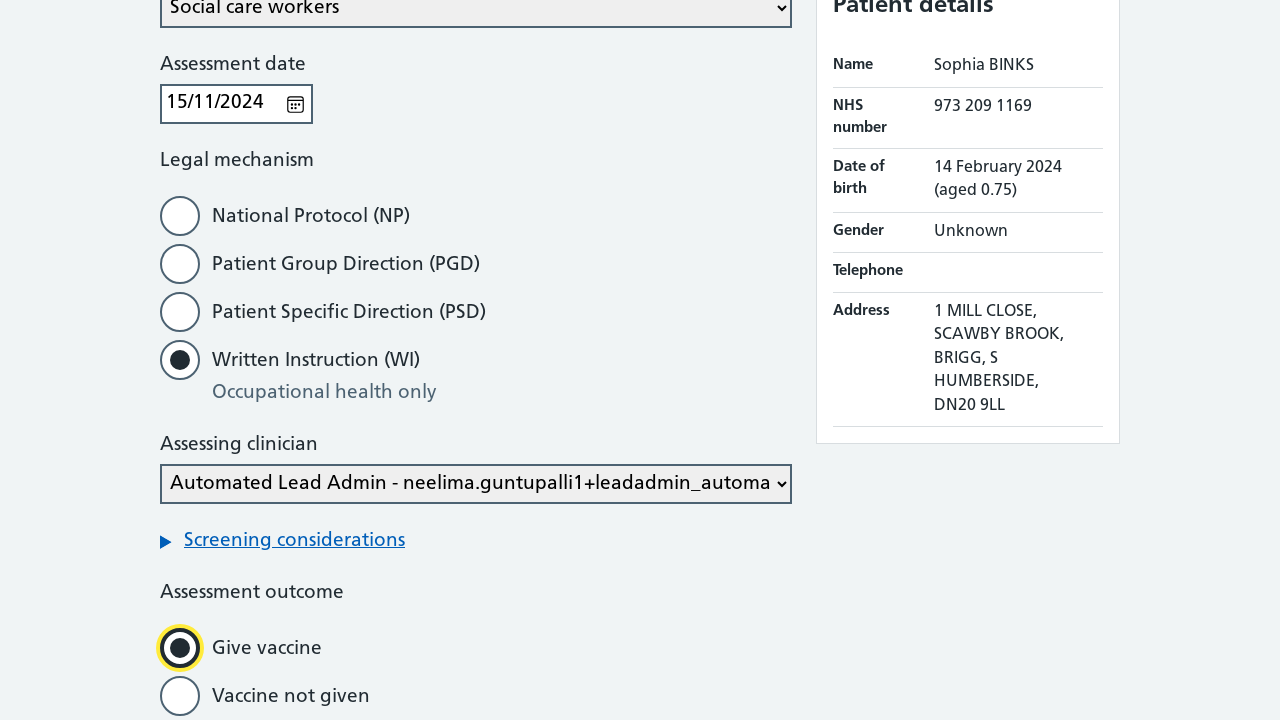 Social care workers
Assessment date
15/11/2024
Legal mechanism
National Protocol (NP)
Patient Group Direction (PGD)
Patient Specific Direction (PSD)
Written Instruction (WI)
Occupational health only
Assessing clinician
Automated Lead Admin - neelima.guntupalli1+leadadmin_automa
Screening considerations
Assessment outcome
Give vaccine
Vaccine not given
Patient details
Name Sophia BINKS
NHS number 973 209 1169
Date of birth 14 February 2024 (aged 0.75)
Gender Unknown
Telephone
Address 1 MILL CLOSE,
SCAWBY BROOK,
BRIGG, S
HUMBERSIDE,
DN20 9LL